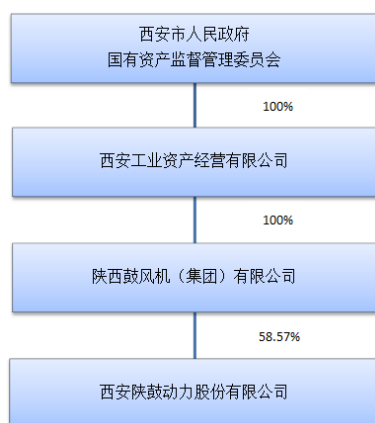 西安市人民政府
国有资产监督管理委员会
100%
西安工业资产经营有限公司
100%
陕西鼓风机（集团）有限公司
58.57%
西安陕鼓动力股份有限公司